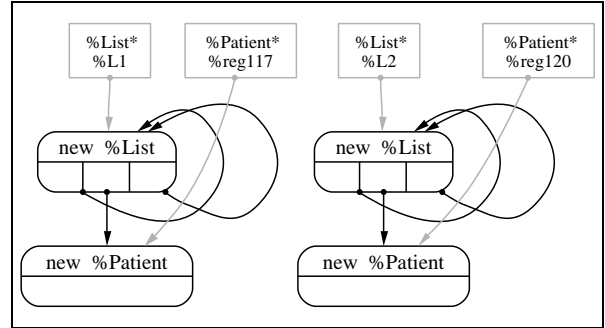 %List*
%L1
%Patient*
%reg117
%List*
%L2
%Patient*
%reg120
new %List
new %List
new %Patient
new %Patient